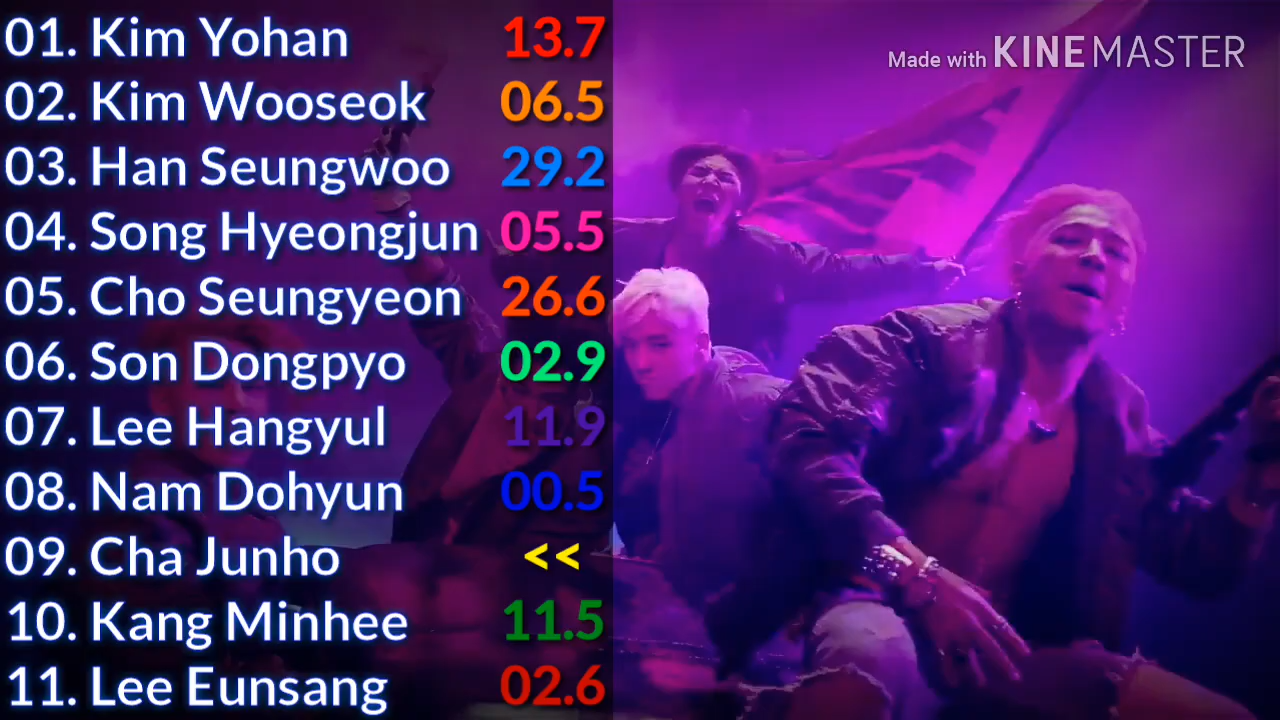 01. Kim Yohan 13.7
02. Kim Wooseok 06.5
03. Han Seungwoo 29.2
04. Song Hyeongjun 05.5
05. Cho Seungyeon 26.6
06. Son Dongpyo 02.9
07. Lee Hangyul 11.9
08. Nam Dohyun 00.5
09. Cha Junho <<
10. Kang Minhee 11.5
11. Lee Eunsang 02.6
Made with KINEMASTER